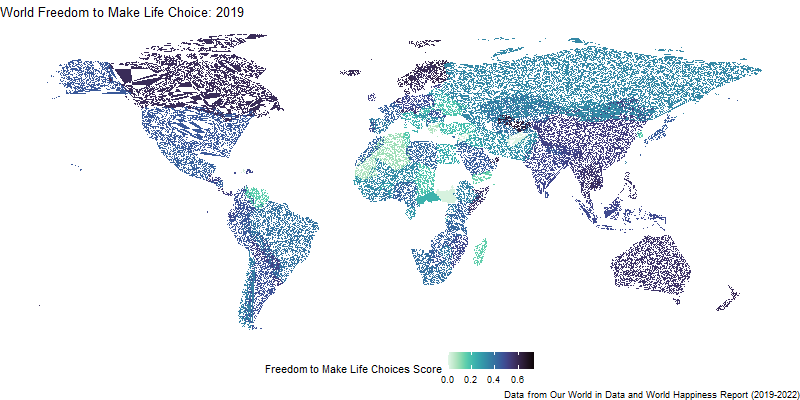 World Freedom to Make Life Choice: 2019
Freedom to Make Life Choices Score
0.0 0.2 0.4 0.6
Data from Our World in Data and World Happiness Report (2019-2022)